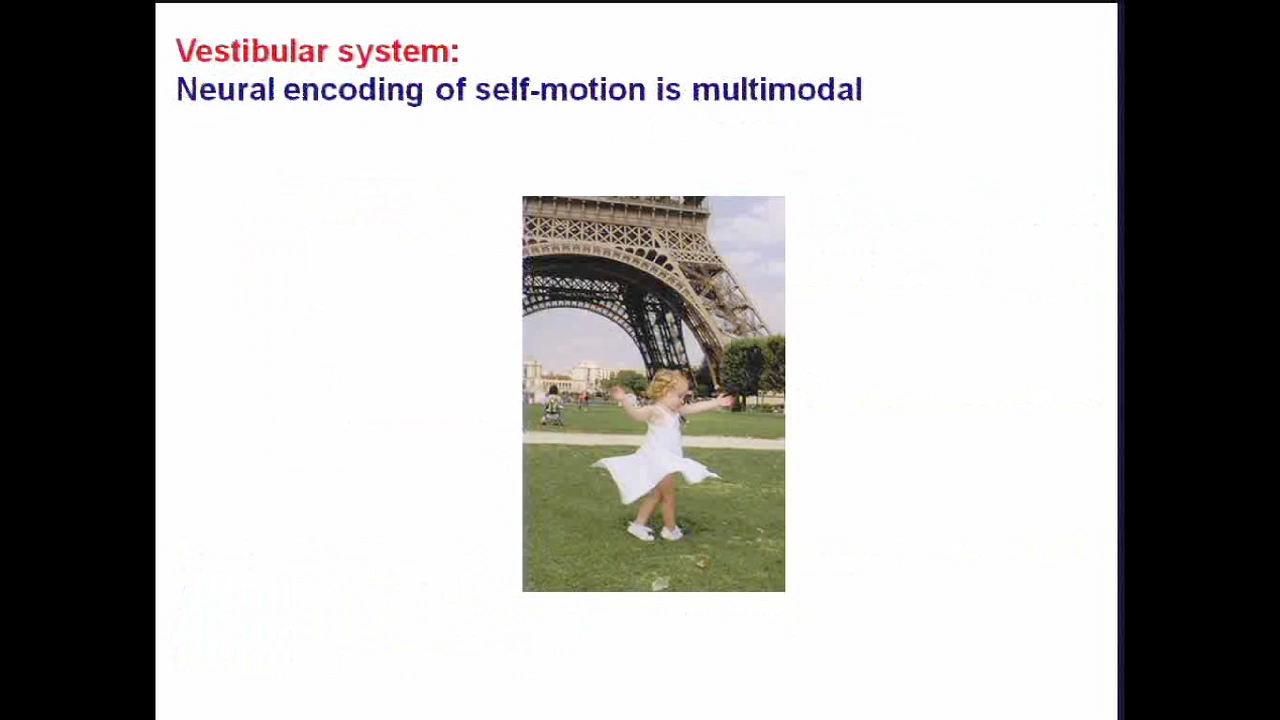 Vestibular system:
Neural encoding of self-motion is multimodal